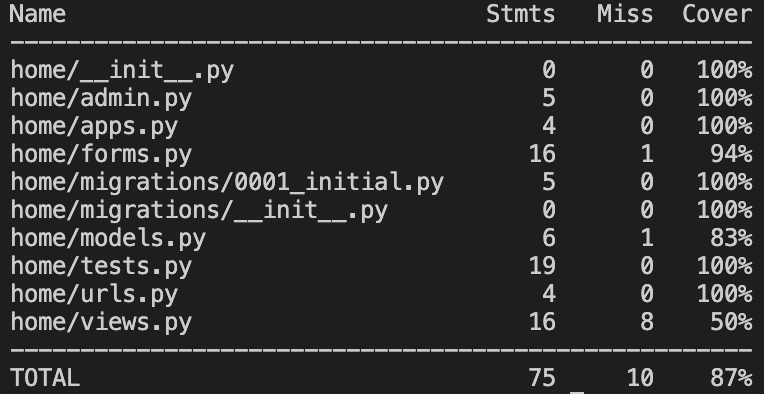 Name Stmts Miss Cover
-----------------------------------------------------
home/__init__.py 0 0 100%
home/admin.py 5 0 100%
home/apps.py 4 0 100%
home/forms.py 16 1 94%
home/migrations/0001_initial.py 5 0 100%
home/migrations/__init__.py 0 0 100%
home/models.py 6 1 83%
home/tests.py 19 0 100%
home/urls.py 4 0 100%
home/views.py 16 8 50%
-----------------------------------------------------
TOTAL 75 10 87%